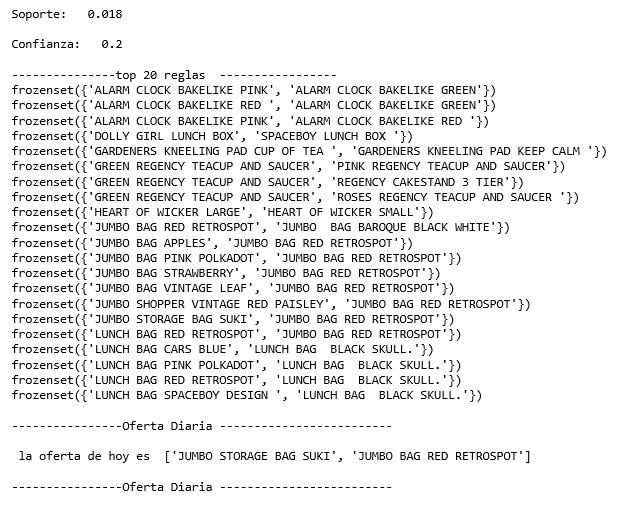 Soporte:   0.018
Confianza:   0.2
---------------top 20 reglas  -----------------
frozenset({'ALARM CLOCK BAKELIKE PINK', 'ALARM CLOCK BAKELIKE GREEN'})
frozenset({'ALARM CLOCK BAKELIKE RED ', 'ALARM CLOCK BAKELIKE GREEN'})
frozenset({'ALARM CLOCK BAKELIKE PINK', 'ALARM CLOCK BAKELIKE RED '})
frozenset({'DOLLY GIRL LUNCH BOX', 'SPACEBOY LUNCH BOX '})
frozenset({'GARDENERS KNEELING PAD CUP OF TEA ', 'GARDENERS KNEELING PAD KEEP CALM '})
frozenset({'GREEN REGENCY TEACUP AND SAUCER', 'PINK REGENCY TEACUP AND SAUCER'})
frozenset({'GREEN REGENCY TEACUP AND SAUCER', 'REGENCY CAKESTAND 3 TIER'})
frozenset({'GREEN REGENCY TEACUP AND SAUCER', 'ROSES REGENCY TEACUP AND SAUCER '})
frozenset({'HEART OF WICKER LARGE', 'HEART OF WICKER SMALL'})
frozenset({'JUMBO BAG RED RETROSPOT', 'JUMBO  BAG BAROQUE BLACK WHITE'})
frozenset({'JUMBO BAG APPLES', 'JUMBO BAG RED RETROSPOT'})
frozenset({'JUMBO BAG PINK POLKADOT', 'JUMBO BAG RED RETROSPOT'})
frozenset({'JUMBO BAG STRAWBERRY', 'JUMBO BAG RED RETROSPOT'})
frozenset({'JUMBO BAG VINTAGE LEAF', 'JUMBO BAG RED RETROSPOT'})
frozenset({'JUMBO SHOPPER VINTAGE RED PAISLEY', 'JUMBO BAG RED RETROSPOT'})
frozenset({'JUMBO STORAGE BAG SUKI', 'JUMBO BAG RED RETROSPOT'})
frozenset({'LUNCH BAG RED RETROSPOT', 'JUMBO BAG RED RETROSPOT'})
frozenset({'LUNCH BAG CARS BLUE', 'LUNCH BAG  BLACK SKULL.'})
frozenset({'LUNCH BAG PINK POLKADOT', 'LUNCH BAG  BLACK SKULL.'})
frozenset({'LUNCH BAG RED RETROSPOT', 'LUNCH BAG  BLACK SKULL.'})
frozenset({'LUNCH BAG SPACEBOY DESIGN ', 'LUNCH BAG  BLACK SKULL.'})
----------------Oferta Diaria -------------------------
la oferta de hoy es  ['JUMBO STORAGE BAG SUKI', 'JUMBO BAG RED RETROSPOT']
----------------Oferta Diaria -------------------------